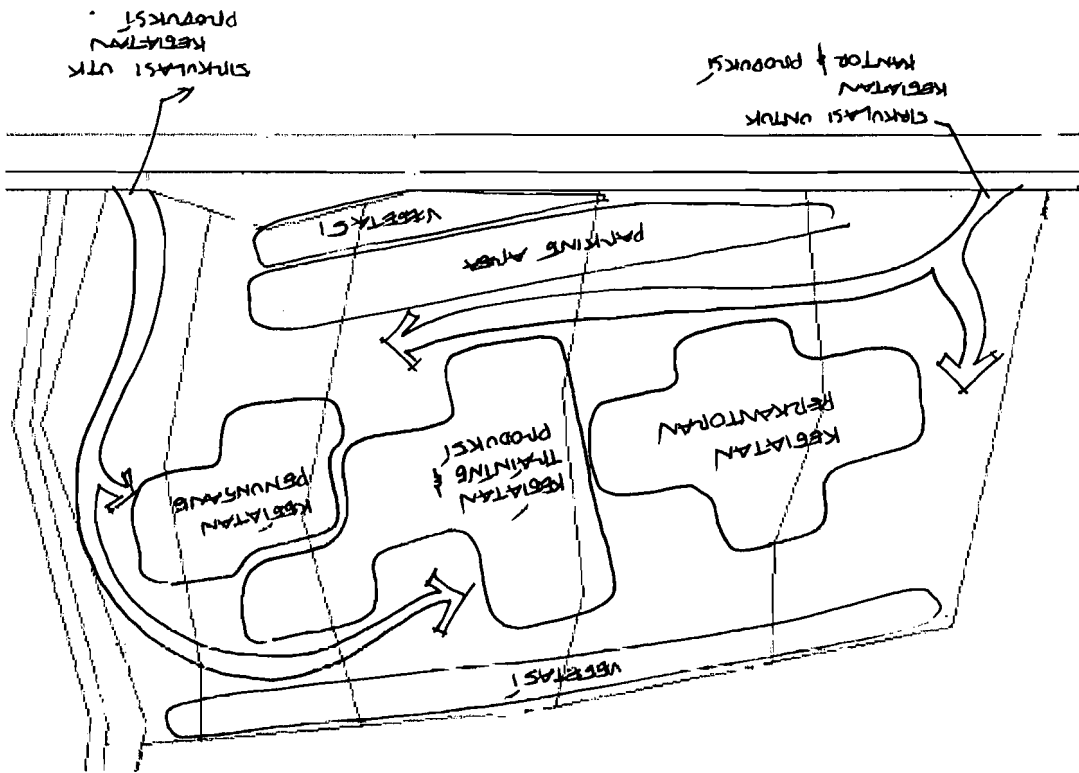 VEGETASI
KEGIATAN
PERKANTORAN
KEGIATAN
TRAINING &
PRODUKSI
KEGIATAN
PENUNJANG
PARKING AREA
VEGETASI
SIRKULASI UNTUK
KEGIATAN
KANTOR & PRODUKSI
SIRKULASI UTK
KEGIATAN
PRODUKSI